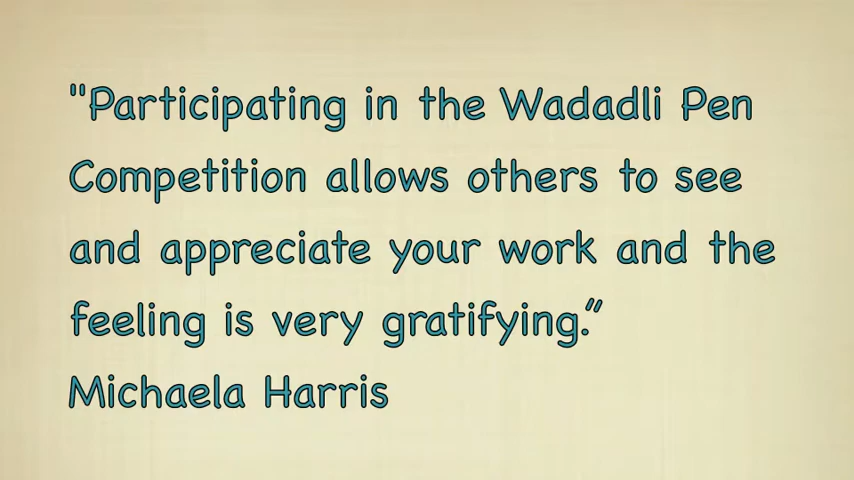 "Participating in the Wadadli Pen
Competition allows others to see
and appreciate your work and the
feeling is very gratifying.”
Michaela Harris